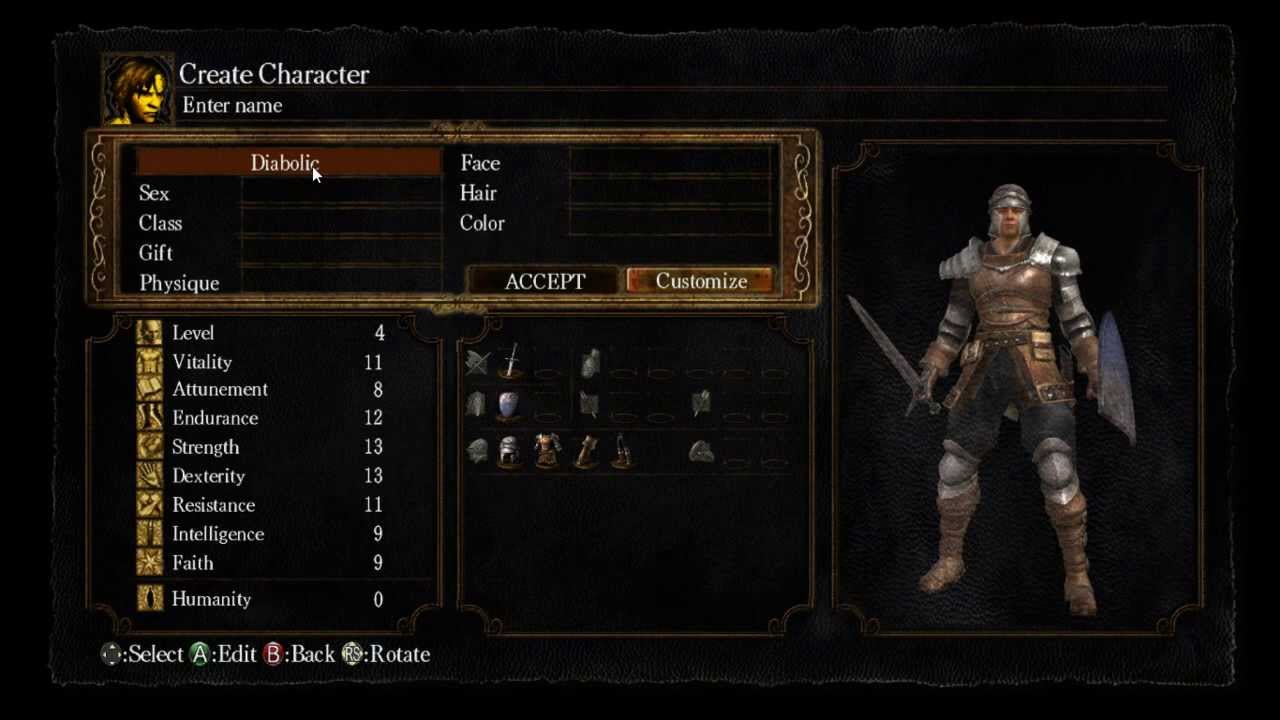 Create Character
Enter name
Diabolic
Sex
Class
Gift
Physique
Face
Hair
Color
ACCEPT
Customize
Level 4
Vitality 11
Attunement 8
Endurance 12
Strength 13
Dexterity 13
Resistance 11
Intelligence 9
Faith 9
Humanity 0
:Select A:Edit B:Back RS:Rotate